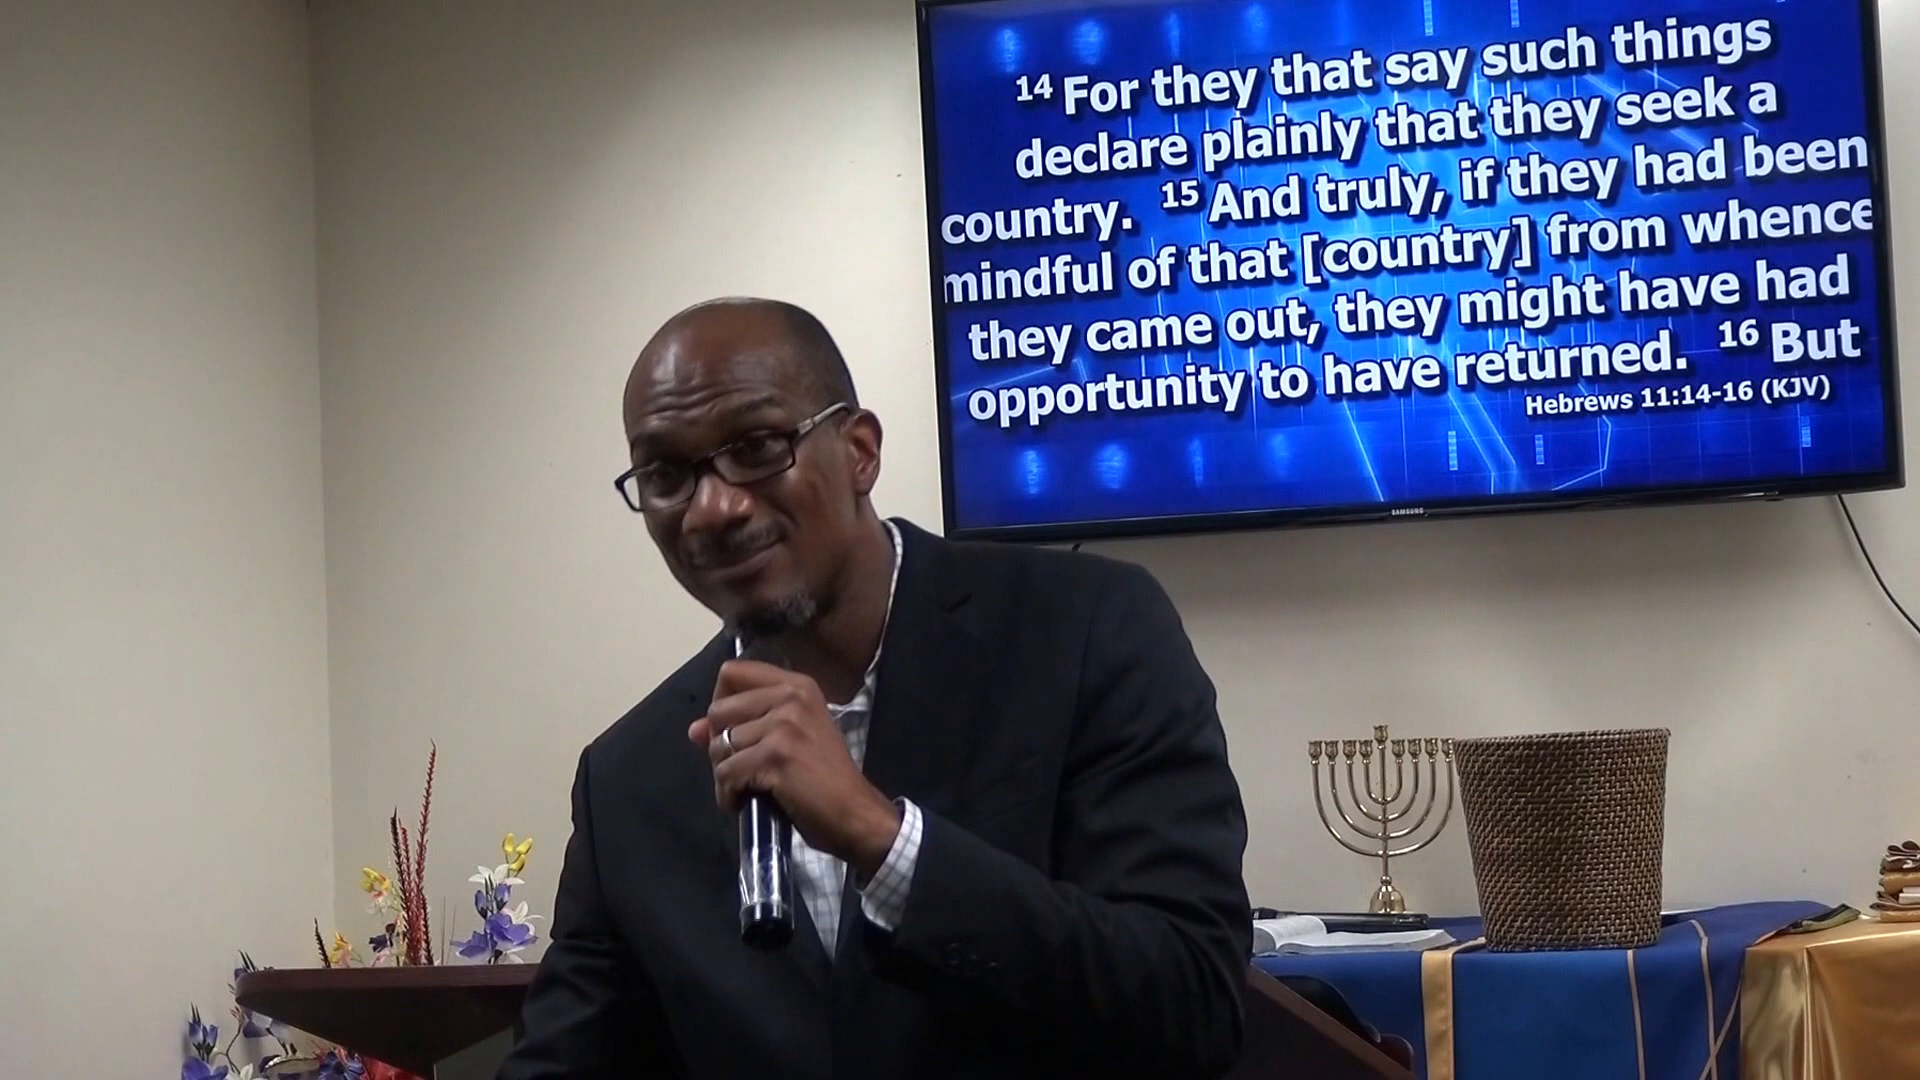 14 For they that say such things
declare plainly that they seek a
country. 15 And truly, if they had been
mindful of that [country] from whence
they came out, they might have had
opportunity to have returned. 16 But
Hebrews 11:14-16 (KJV)
SAMSUNG